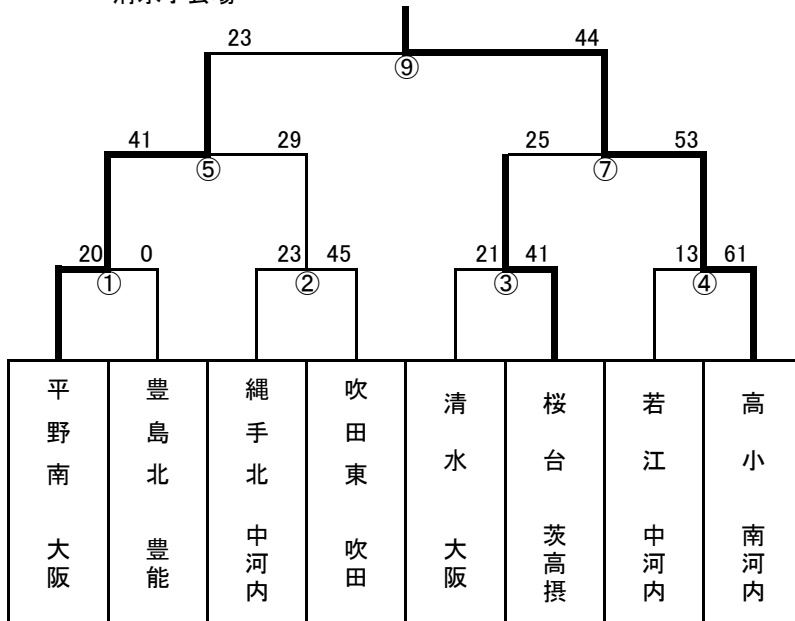 23 44
⑨
41 29 25 53
⑤ ⑦
20 0 23 45 21 41 13 61
① ② ③ ④
平野南 大阪
豊島北 豊能
縄手北 中河内
吹田東 吹田
清水 大阪
桜台 茨高摂
若江 中河内
高小 南河内